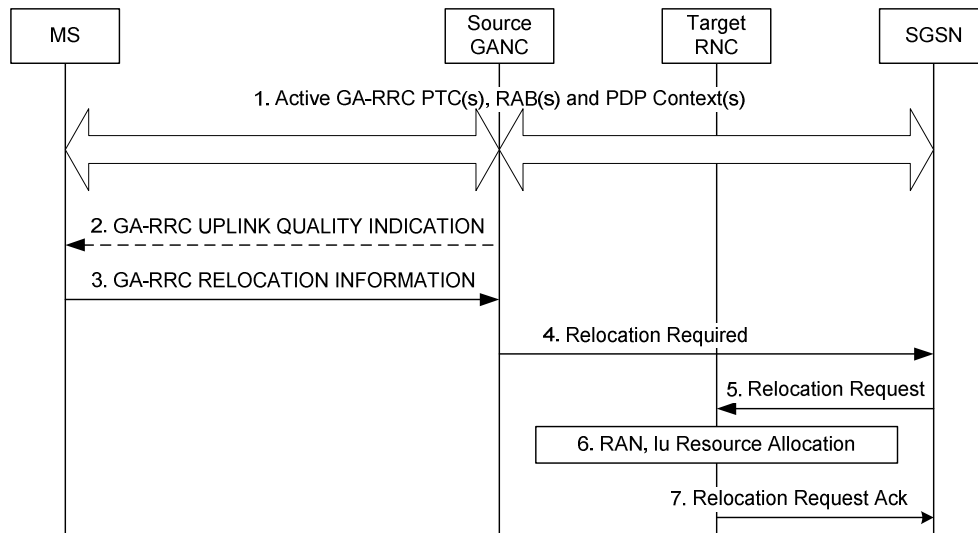 MS
Source
GANC
Target
RNC
SGSN
1. Active GA-RRC PTC(s), RAB(s) and PDP Context(s)
2. GA-RRC UPLINK QUALITY INDICATION
3. GA-RRC RELOCATION INFORMATION
4. Relocation Required
5. Relocation Request
6. RAN, Iu Resource Allocation
7. Relocation Request Ack